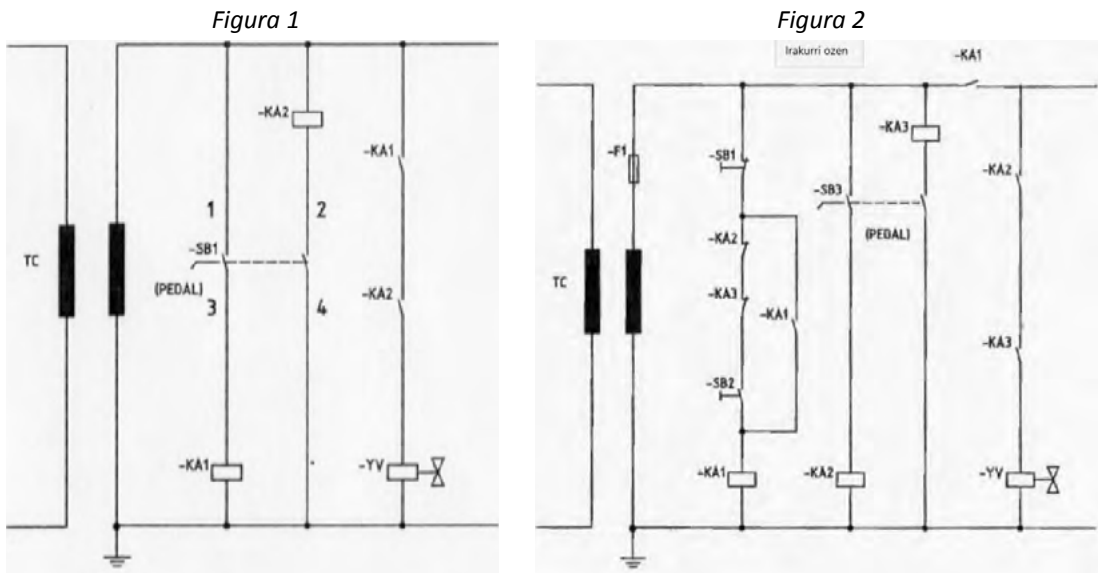 Figura 1
-KA2
-KA1
1
2
-SB1
TC
(PEDAL)
3
4
-KA2
-KA1
-YV
Figura 2
Irakurri ozen
-KA1
-KA3
-F1
-SB1
-KA2
-SB3
(PEDAL)
-KA2
TC
-KA3
-KA1
-KA3
-SB2
-KA1
-KA2
-YV